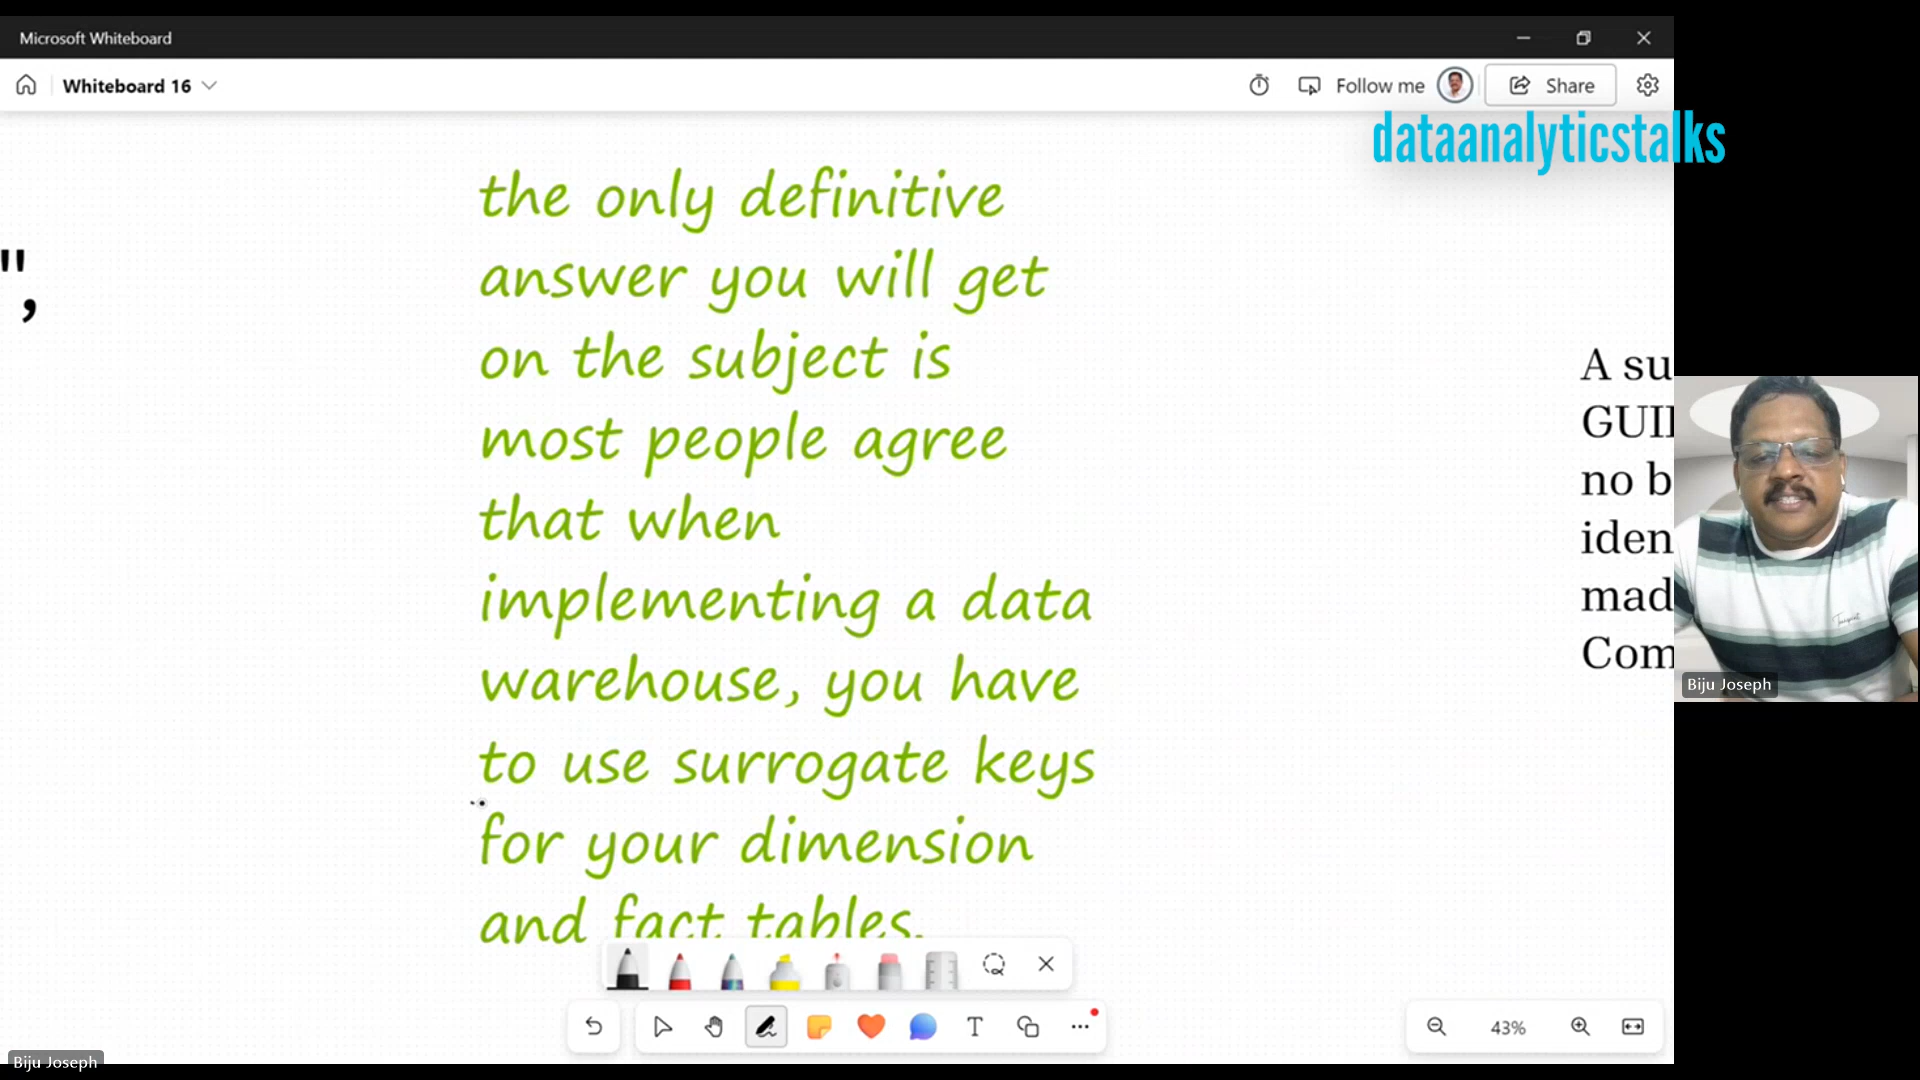 Microsoft Whiteboard
Whiteboard 16
Follow me
Share
dataanalyticstalks
",
the only definitive
answer you will get
on the subject is
most people agree
that when
implementing a data
warehouse, you have
to use surrogate keys
for your dimension
and fact tables.
A su
GUI
no b
iden
mad
Com
Biju Joseph
43%
Biju Joseph